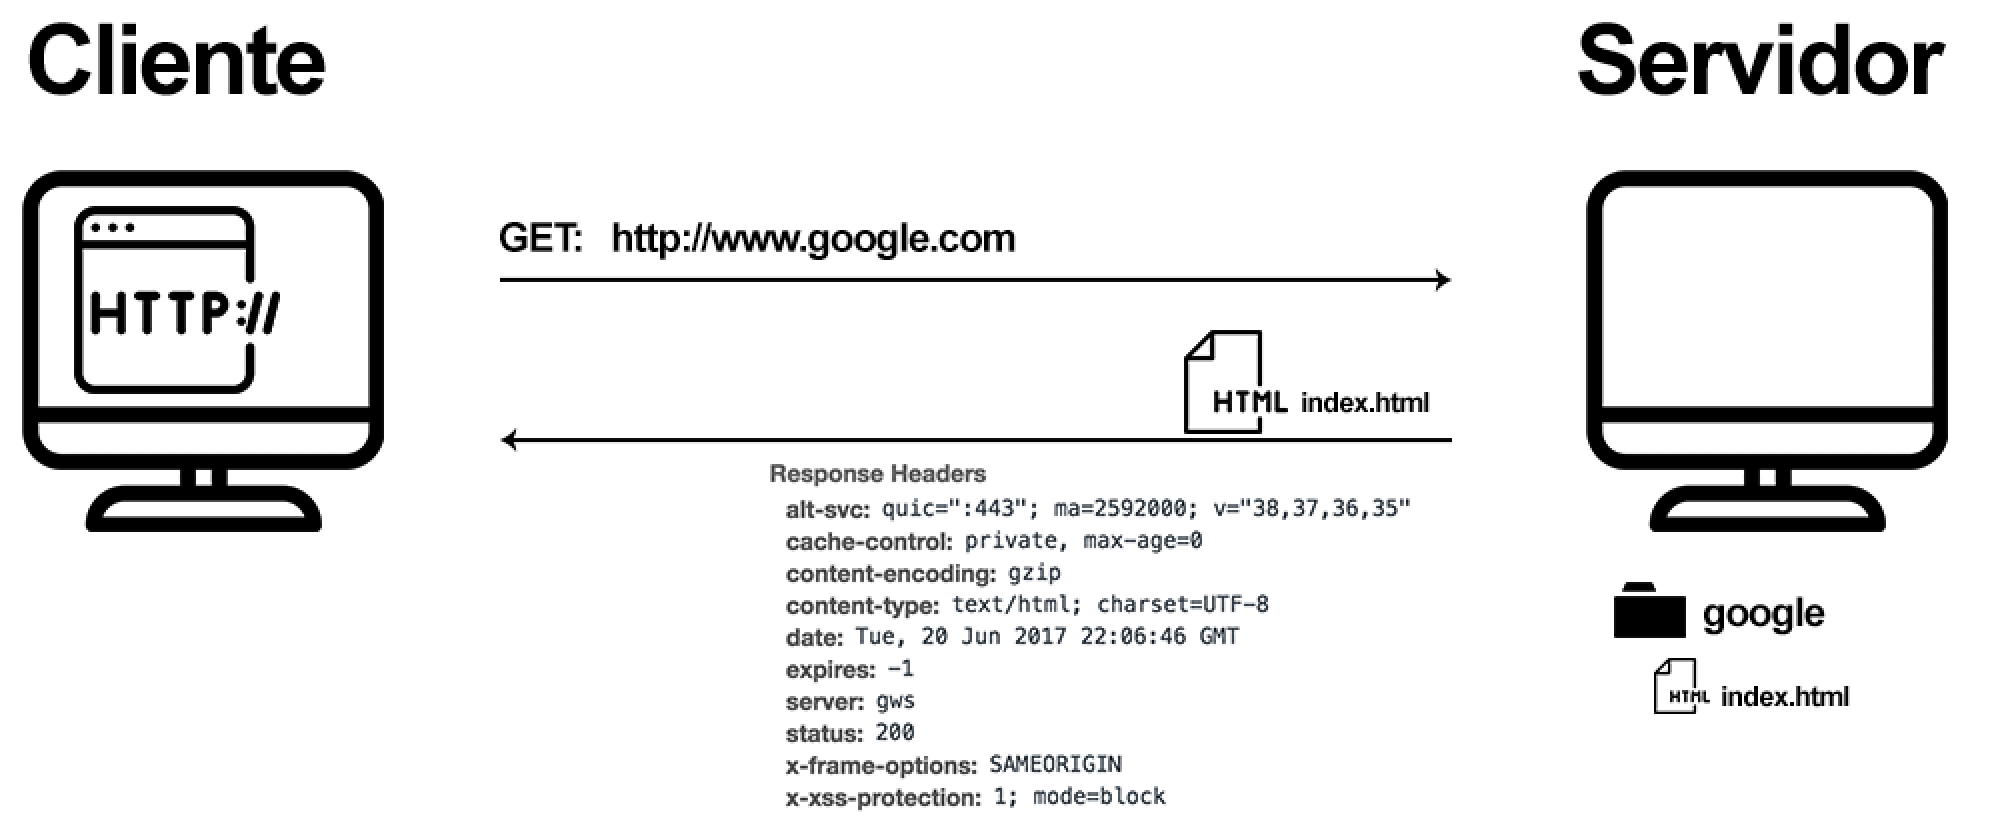 Cliente
Servidor
HTTP://
GET: http://www.google.com
HTML index.html
Response Headers
alt-svc: quic=":443"; ma=2592000; v="38,37,36,35"
cache-control: private, max-age=0
content-encoding: gzip
content-type: text/html; charset=UTF-8
date: Tue, 20 Jun 2017 22:06:46 GMT
expires: -1
server: gws
status: 200
x-frame-options: SAMEORIGIN
x-xss-protection: 1; mode=block
google
HTML index.html